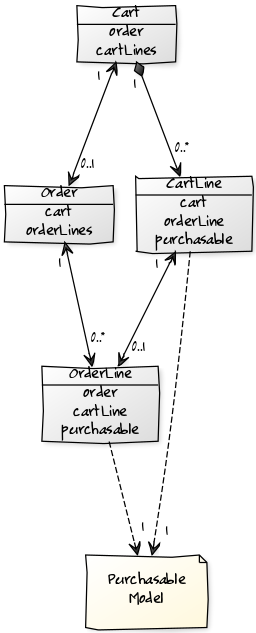 Cart
order
cartLines
1
1
0..1
0..*
Order
cart
orderLines
CartLine
cart
orderLine
purchasable
1
1
0..*
0..1
OrderLine
order
cartLine
purchasable
1
1
Purchasable
Model